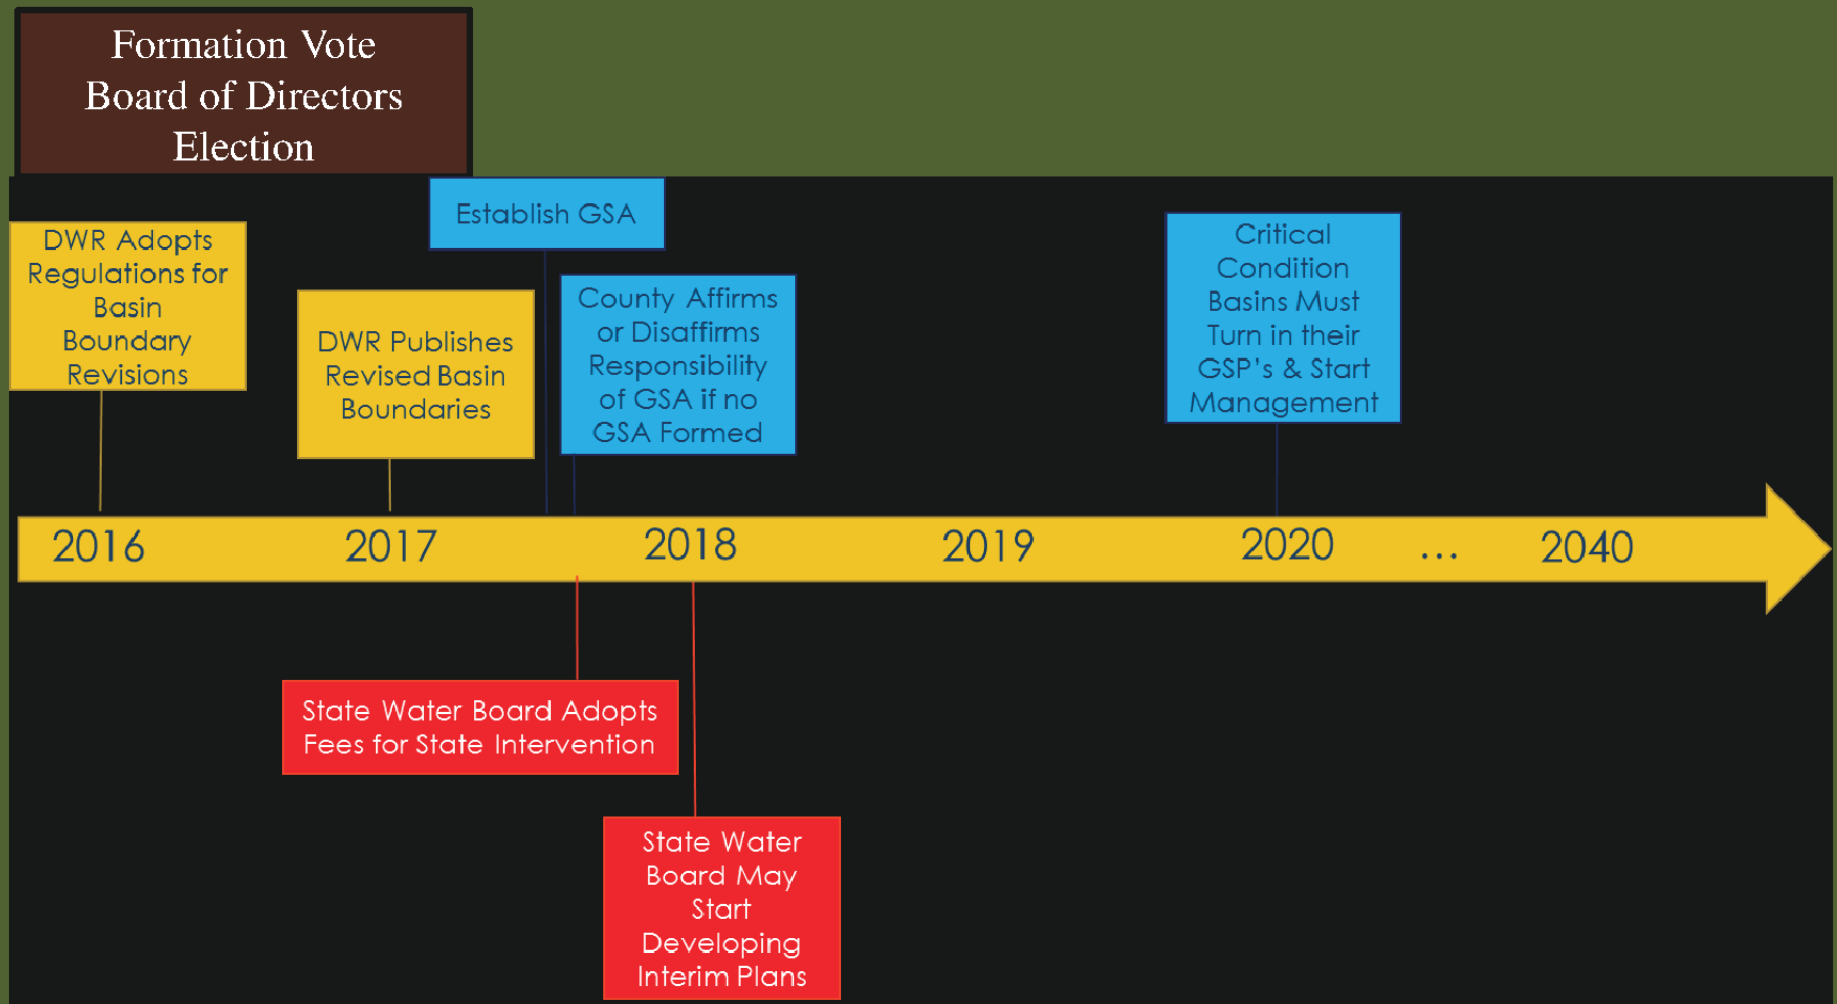 Formation Vote
Board of Directors
Election
Establish GSA
DWR Adopts
Regulations for
Basin
Boundary
Revisions
DWR Publishes
Revised Basin
Boundaries
County Affirms
or Disaffirms
Responsibility
of GSA if no
GSA Formed
Critical
Condition
Basins Must
Turn in their
GSP's & Start
Management
2016 2017 2018 2019 2020 ... 2040
State Water Board Adopts
Fees for State Intervention
State Water
Board May
Start
Developing
Interim Plans